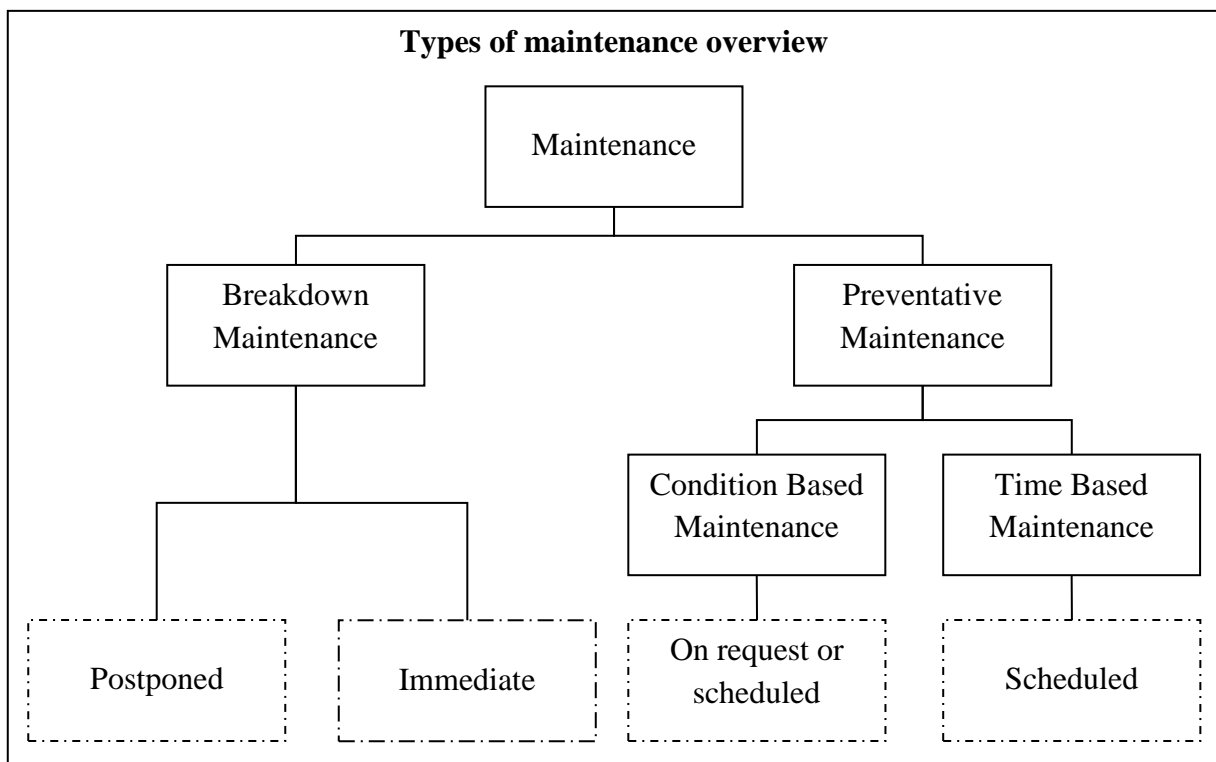 Types of maintenance overview
Maintenance
Breakdown
Maintenance
Preventative
Maintenance
Condition Based
Maintenance
Time Based
Maintenance
Postponed
Immediate
On request or
scheduled
Scheduled